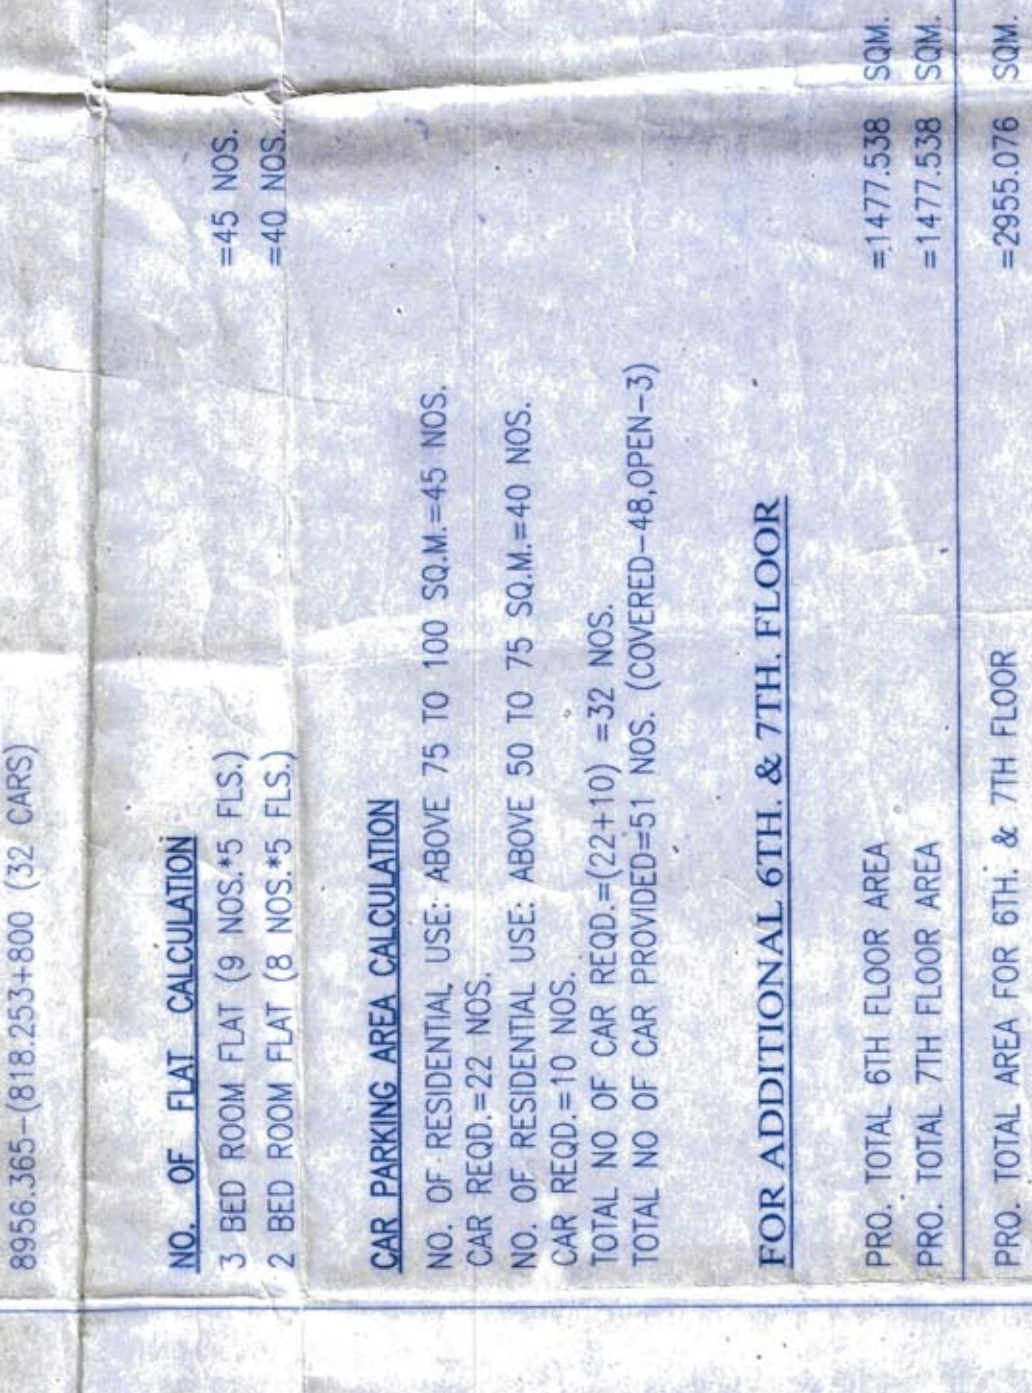 8956.365-(818.253+800 (32 CARS)
NO. OF FLAT CALCULATION
3 BED ROOM FLAT (9 NOS.*5 FLS.) =45 NOS.
2 BED ROOM FLAT (8 NOS.*5 FLS.) =40 NOS.
CAR PARKING AREA CALCULATION
NO. OF RESIDENTIAL USE: ABOVE 75 TO 100 SQ.M.=45 NOS.
CAR REQD.=22 NOS.
NO. OF RESIDENTIAL USE: ABOVE 50 TO 75 SQ.M.=40 NOS.
CAR REQD.=10 NOS.
TOTAL NO OF CAR REQD.=(22+10) =32 NOS.
TOTAL NO OF CAR PROVIDED=51 NOS. (COVERED-48,OPEN-3)
FOR ADDITIONAL 6TH. & 7TH. FLOOR
PRO. TOTAL 6TH FLOOR AREA =1477.538 SQM.
PRO. TOTAL 7TH FLOOR AREA =1477.538 SQM.
PRO. TOTAL AREA FOR 6TH. & 7TH FLOOR =2955.076 SQM.